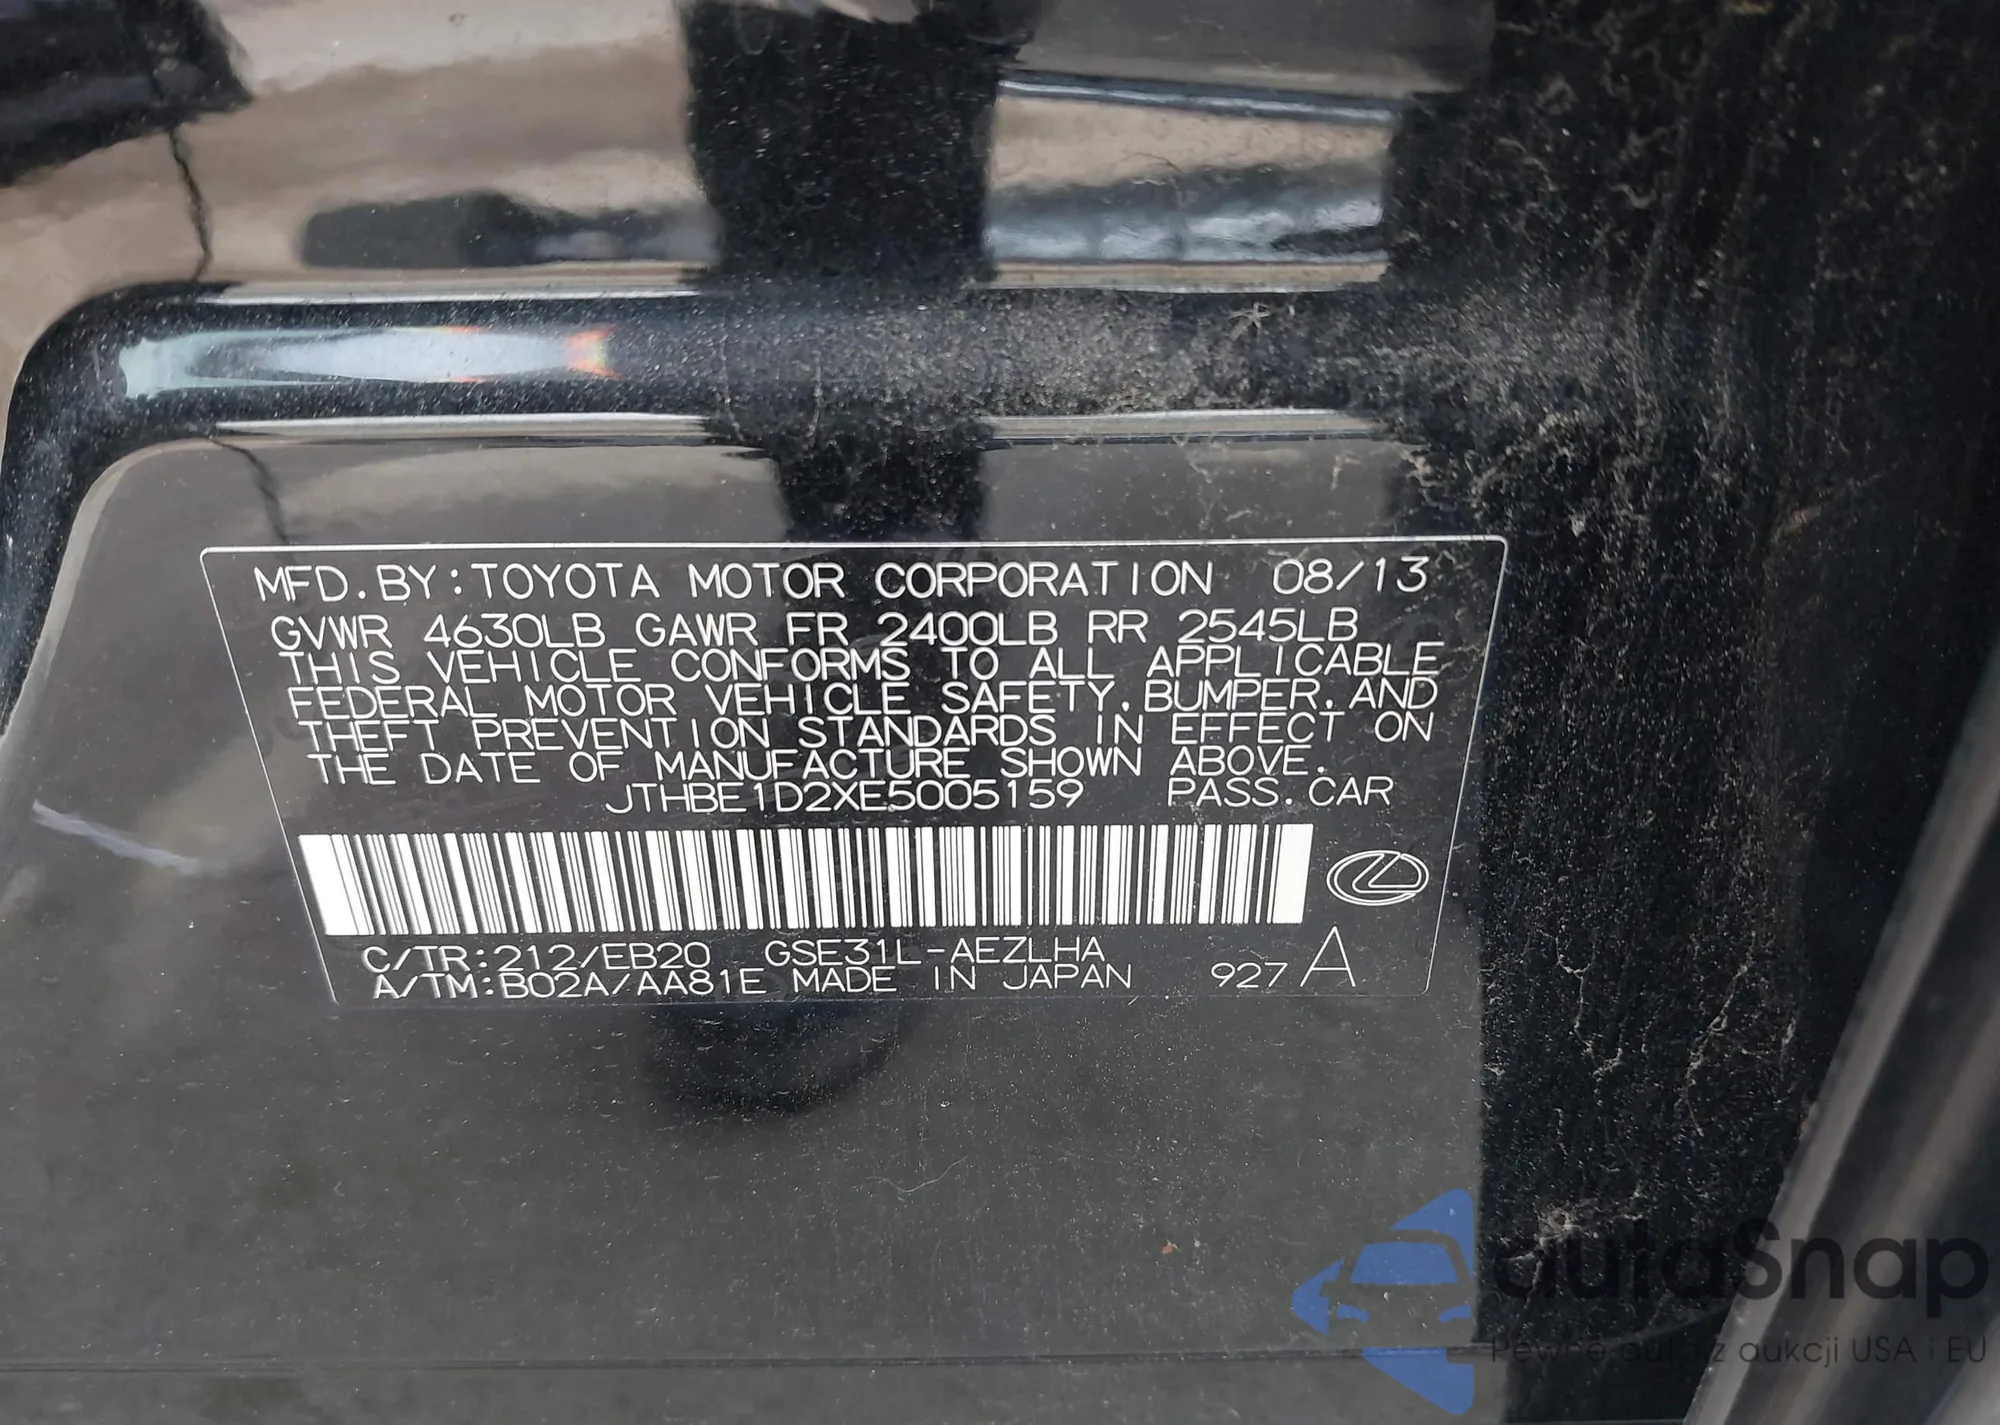 MFD.BY:TOYOTA MOTOR CORPORATION 08/13
GVWR 4630LB GAWR FR 2400LB RR 2545LB
THIS VEHICLE CONFORMS TO ALL APPLICABLE
FEDERAL MOTOR VEHICLE SAFETY,BUMPER,AND
THEFT PREVENTION STANDARDS IN EFFECT ON
THE DATE OF MANUFACTURE SHOWN ABOVE.
JTHBE1D2XE5005159 PASS.CAR
C/TR:212/EB20 GSE31L-AEZLHA
A/TM:B02A/AA81E MADE IN JAPAN 927 A
autoSnap
Pewne auta z aukcji USA i EU